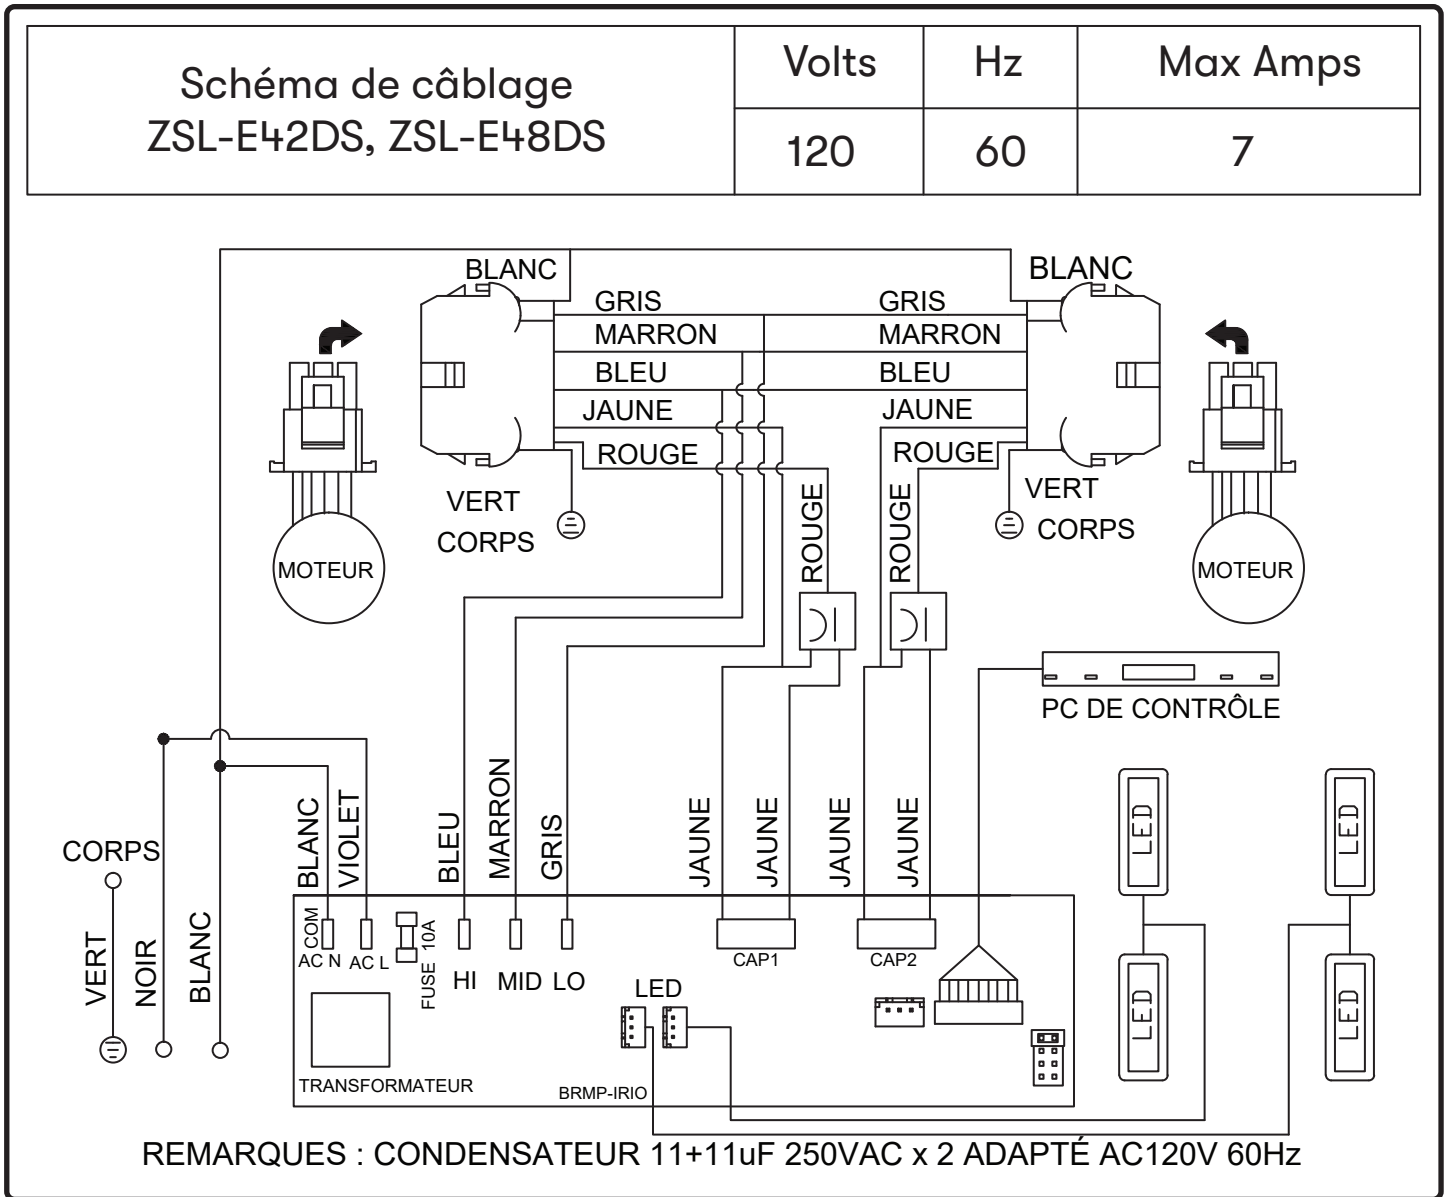 Schéma de câblage
ZSL-E42DS, ZSL-E48DS
Volts
Hz
Max Amps
120
60
7
BLANC
BLANC
GRIS
GRIS
MARRON
MARRON
BLEU
BLEU
JAUNE
JAUNE
ROUGE
ROUGE
VERT
CORPS
VERT
CORPS
ROUGE
ROUGE
MOTEUR
MOTEUR
PC DE CONTRÔLE
BLANC
VIOLET
BLEU
MARRON
GRIS
JAUNE
JAUNE
JAUNE
JAUNE
LED
LED
CORPS
VERT
NOIR
BLANC
COM
AC N
AC L
FUSE 10A
HI
MID
LO
CAP1
CAP2
LED
LED
LED
TRANSFORMATEUR
BRMP-IRIO
REMARQUES : CONDENSATEUR 11+11uF 250VAC x 2 ADAPTÉ AC120V 60Hz